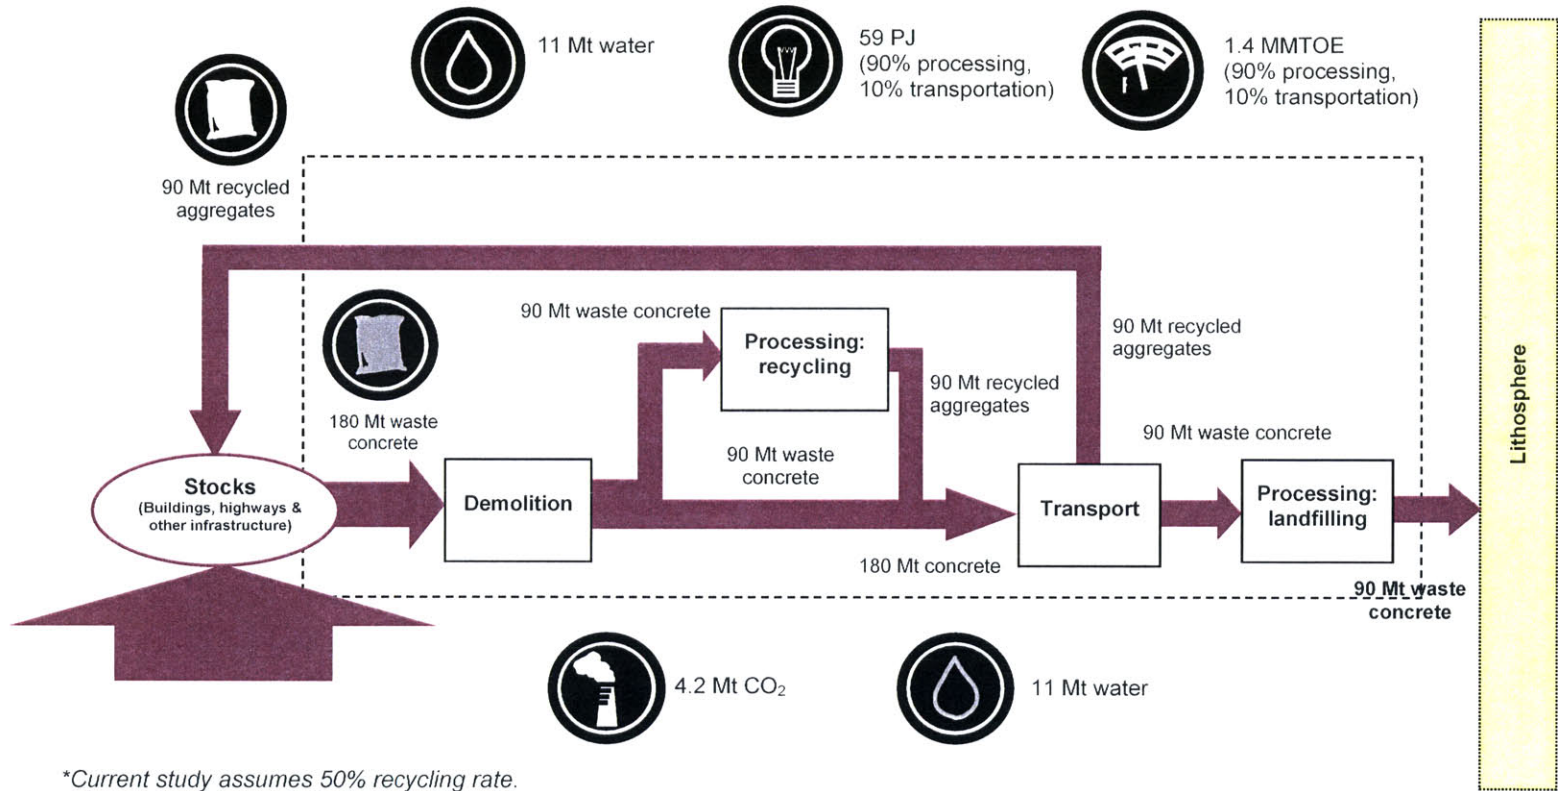 11 Mt water
59 PJ
(90% processing,
10% transportation)
1.4 MMTOE
(90% processing,
10% transportation)
90 Mt recycled
aggregates
90 Mt waste concrete
Processing:
recycling
90 Mt recycled
aggregates
90 Mt recycled
aggregates
180 Mt waste
concrete
90 Mt waste
concrete
90 Mt waste concrete
Stocks
(Buildings, highways &
other infrastructure)
Demolition
Transport
Processing:
landfilling
180 Mt concrete
90 Mt waste
concrete
Lithosphere
4.2 Mt CO₂
11 Mt water
*Current study assumes 50% recycling rate.